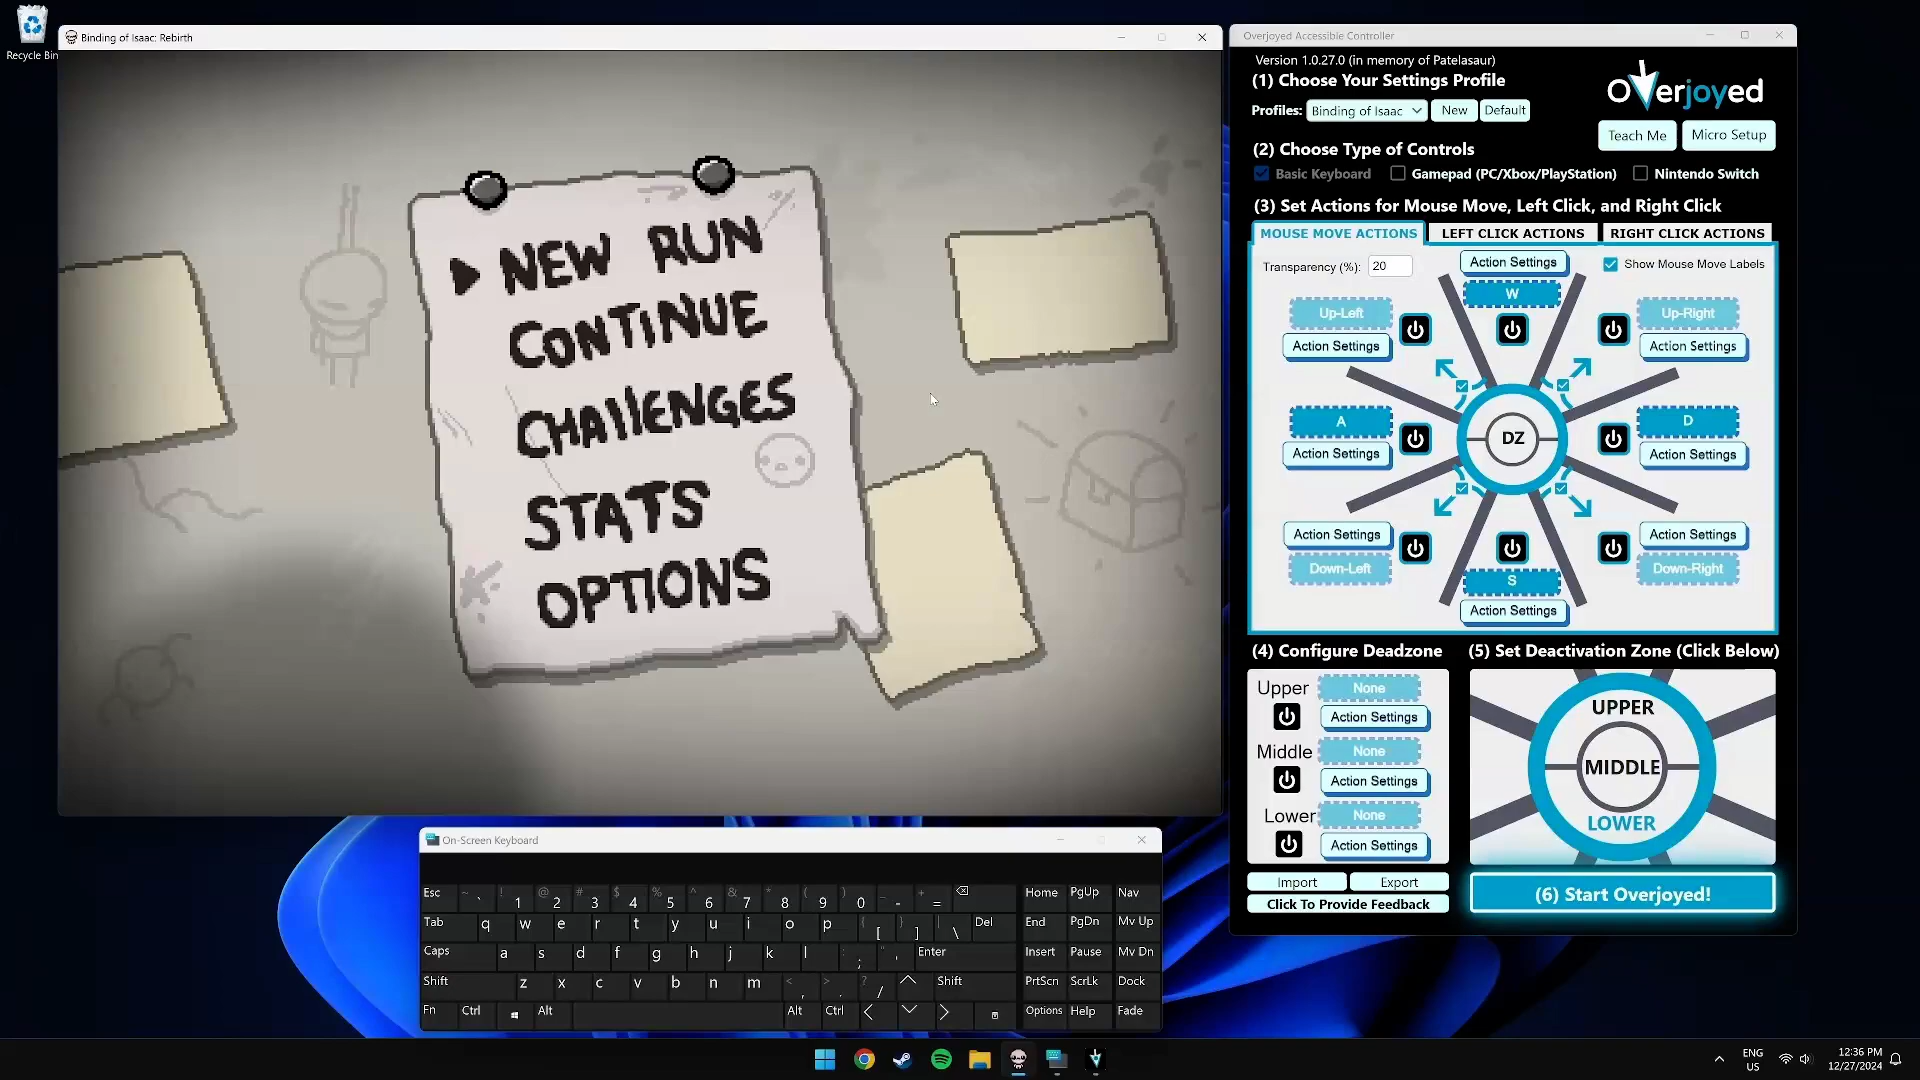 Recycle Bin
Binding of Isaac: Rebirth
NEW RUN
CONTINUE
CHALLENGES
STATS
OPTIONS
Overjoyed Accessible Controller
Version 1.0.27.0 (in memory of Patelasaur)
(1) Choose Your Settings Profile
Profiles: Binding of Isaac New Default
overjoyed
Teach Me Micro Setup
(2) Choose Type of Controls
Basic Keyboard Gamepad (PC/Xbox/PlayStation) Nintendo Switch
(3) Set Actions for Mouse Move, Left Click, and Right Click
MOUSE MOVE ACTIONS LEFT CLICK ACTIONS RIGHT CLICK ACTIONS
Transparency (%): 20 Action Settings Show Mouse Move Labels
W
Up-Left Up-Right
Action Settings Action Settings
A D
DZ
Action Settings Action Settings
Action Settings Action Settings
Down-Left Down-Right
S
Action Settings
(4) Configure Deadzone (5) Set Deactivation Zone (Click Below)
Upper None
Action Settings
Middle None
Action Settings
Lower None
Action Settings
UPPER
MIDDLE
LOWER
Import Export
Click To Provide Feedback
(6) Start Overjoyed!
On-Screen Keyboard
Esc ~ ` ! 1 @ 2 # 3 $ 4 % 5 ^ 6 & 7 * 8 ( 9 ) 0 _ - + = Home PgUp Nav
Tab q w e r t y u i o p { [ } ] | \ Del End PgDn Mv Up
Caps a s d f g h j k l : ; " ' Enter Insert Pause Mv Dn
Shift z x c v b n m < , > . ? / Shift PrtScn ScrLk Dock
Fn Ctrl Alt Alt Ctrl Options Help Fade
ENG
US
12:36 PM
12/27/2024